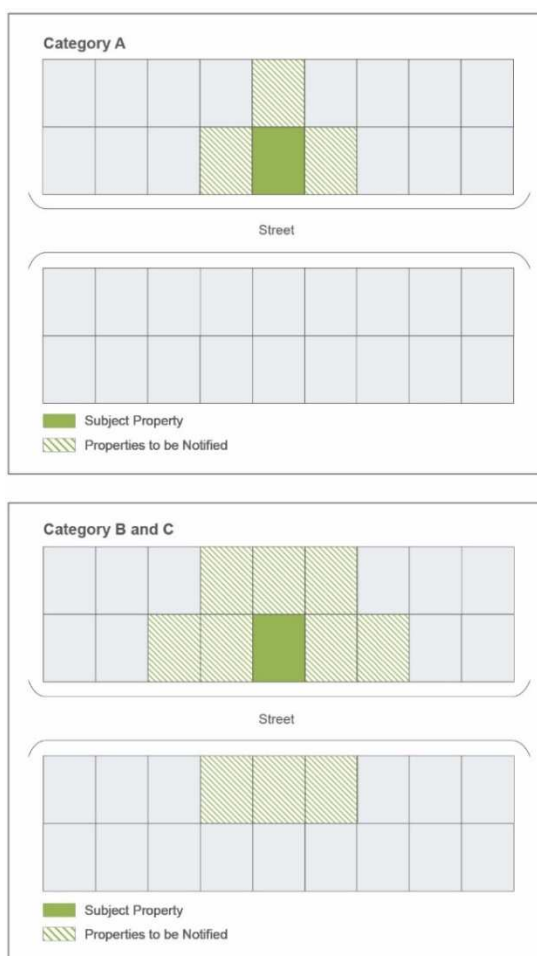 Category A
Street
Subject Property
Properties to be Notified
Category B and C
Street
Subject Property
Properties to be Notified